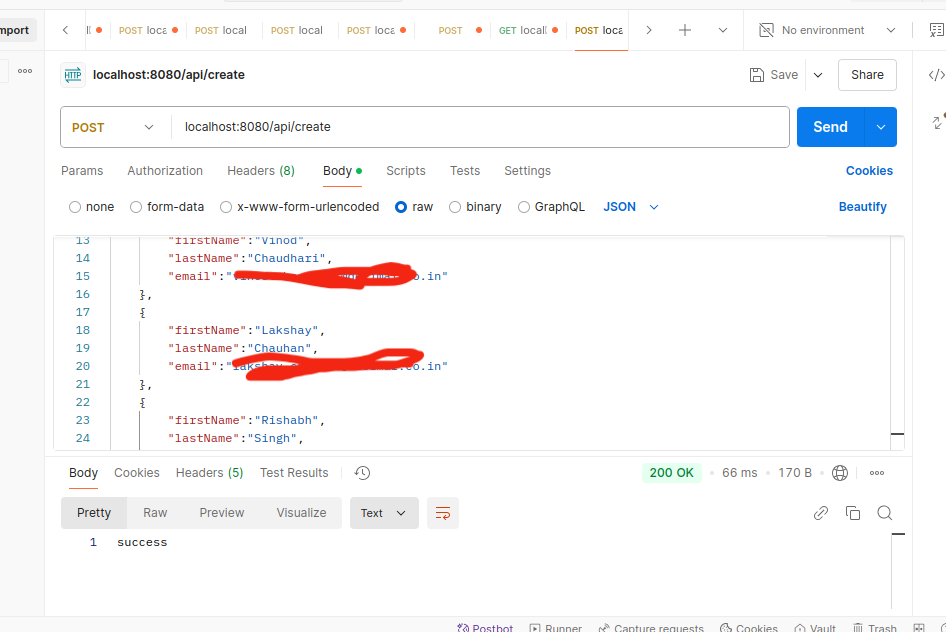 mport
POST loca POST local POST local POST loca POST GET locall POST loca No environment
HTTP localhost:8080/api/create Save Share
POST localhost:8080/api/create Send
Params Authorization Headers (8) Body Scripts Tests Settings Cookies
none form-data x-www-form-urlencoded raw binary GraphQL JSON Beautify
13 "firstName":"Vinod",
14 "lastName":"Chaudhari",
15 "email":" o.in"
16 },
17 {
18 "firstName":"Lakshay",
19 "lastName":"Chauhan",
20 "email":" .co.in"
21 },
22 {
23 "firstName":"Rishabh",
24 "lastName":"Singh",
Body Cookies Headers (5) Test Results 200 OK 66 ms 170 B
Pretty Raw Preview Visualize Text
1 success
Postbot Runner Capture requests Cookies Vault Trash